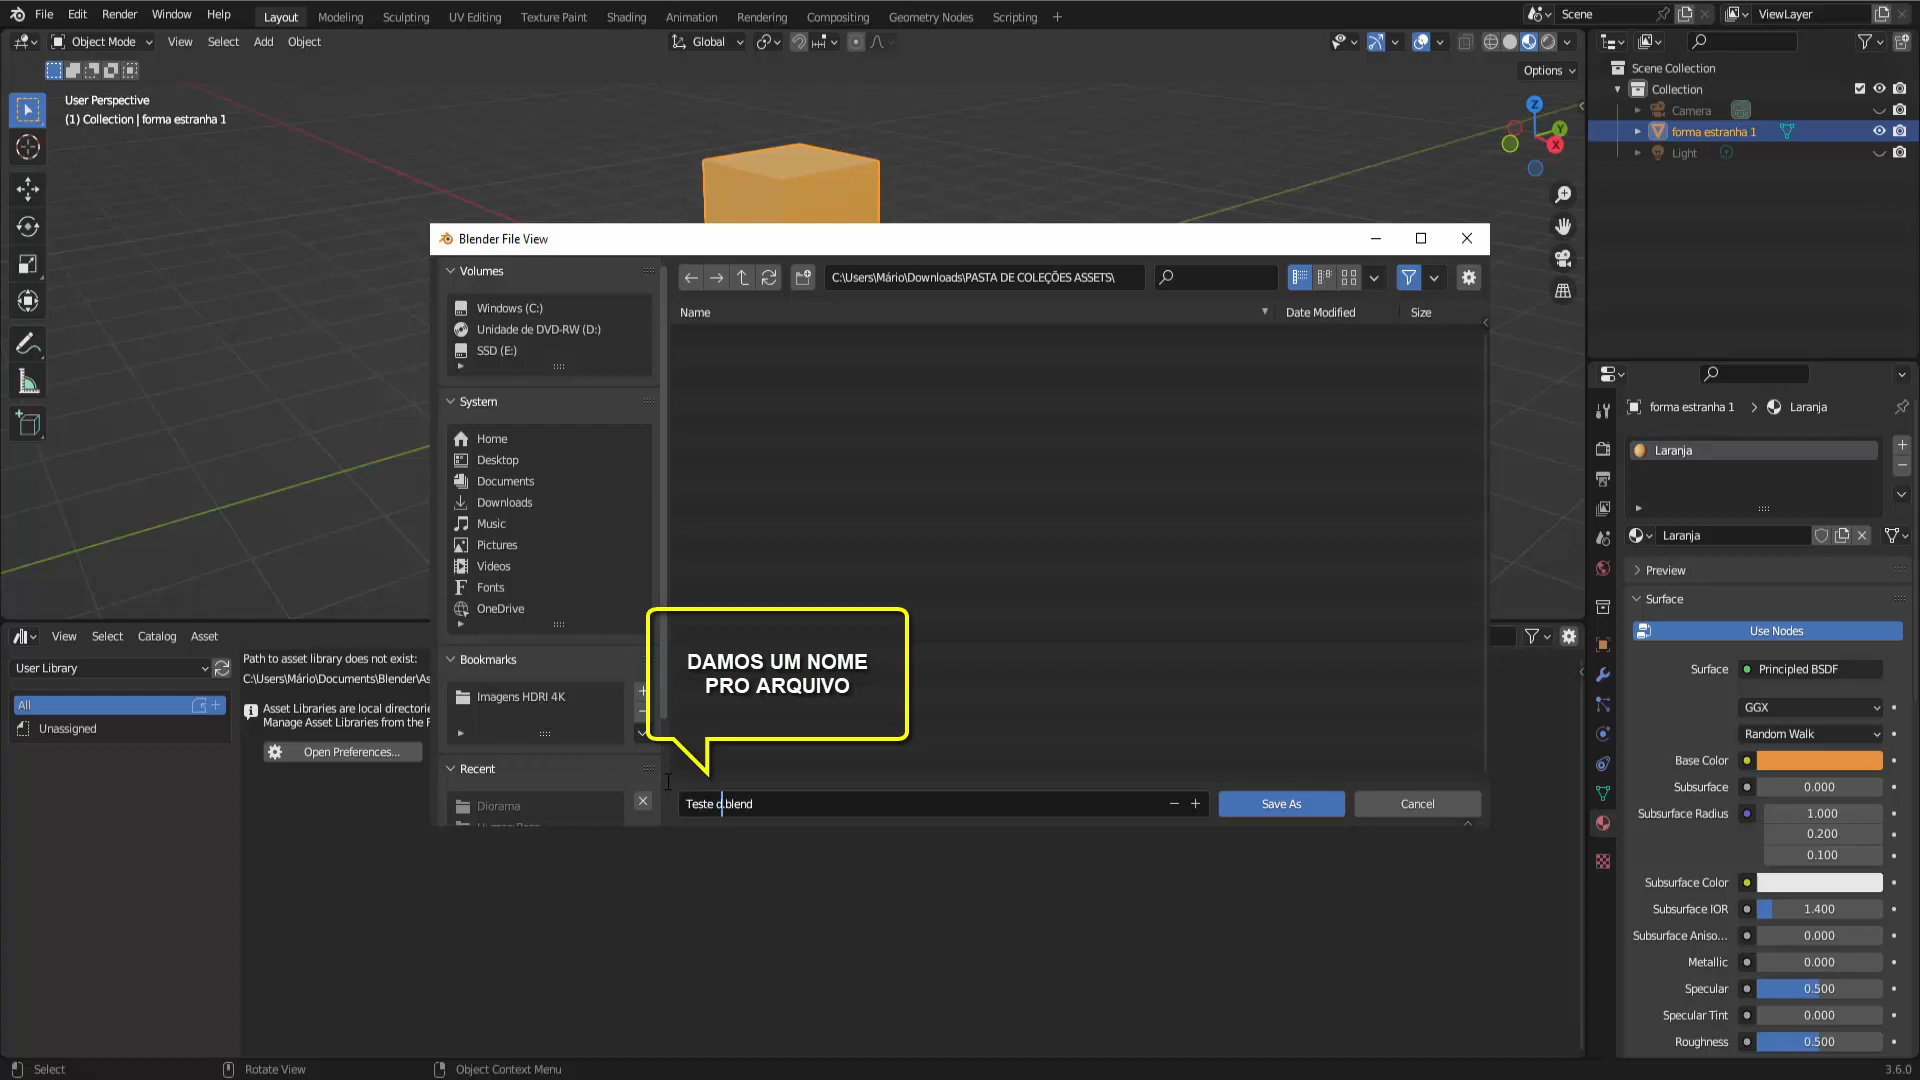 File Edit Render Window Help Layout Modeling Sculpting UV Editing Texture Paint Shading Animation Rendering Compositing Geometry Nodes Scripting + Scene ViewLayer
Object Mode View Select Add Object Global
Options
User Perspective
(1) Collection | forma estranha 1
Z
Y
X
Scene Collection
Collection
Camera
forma estranha 1
Light
Blender File View
Volumes
Windows (C:)
Unidade de DVD-RW (D:)
SSD (E:)
System
Home
Desktop
Documents
Downloads
Music
Pictures
Videos
Fonts
OneDrive
Bookmarks
Imagens HDRI 4K
Recent
Diorama
C:\Users\Mário\Downloads\PASTA DE COLEÇÕES ASSETS\
Name Date Modified Size
DAMOS UM NOME
PRO ARQUIVO
Teste d.blend
Save As Cancel
View Select Catalog Asset
User Library
All
Unassigned
Path to asset library does not exist:
C:\Users\Mário\Documents\Blender\As
Asset Libraries are local directorie
Manage Asset Libraries from the F
Open Preferences...
forma estranha 1 > Laranja
Laranja
Laranja
Preview
Surface
Use Nodes
Surface Principled BSDF
GGX
Random Walk
Base Color
Subsurface 0.000
Subsurface Radius 1.000
0.200
0.100
Subsurface Color
Subsurface IOR 1.400
Subsurface Aniso... 0.000
Metallic 0.000
Specular 0.500
Specular Tint 0.000
Roughness 0.500
Select Rotate View Object Context Menu 3.6.0